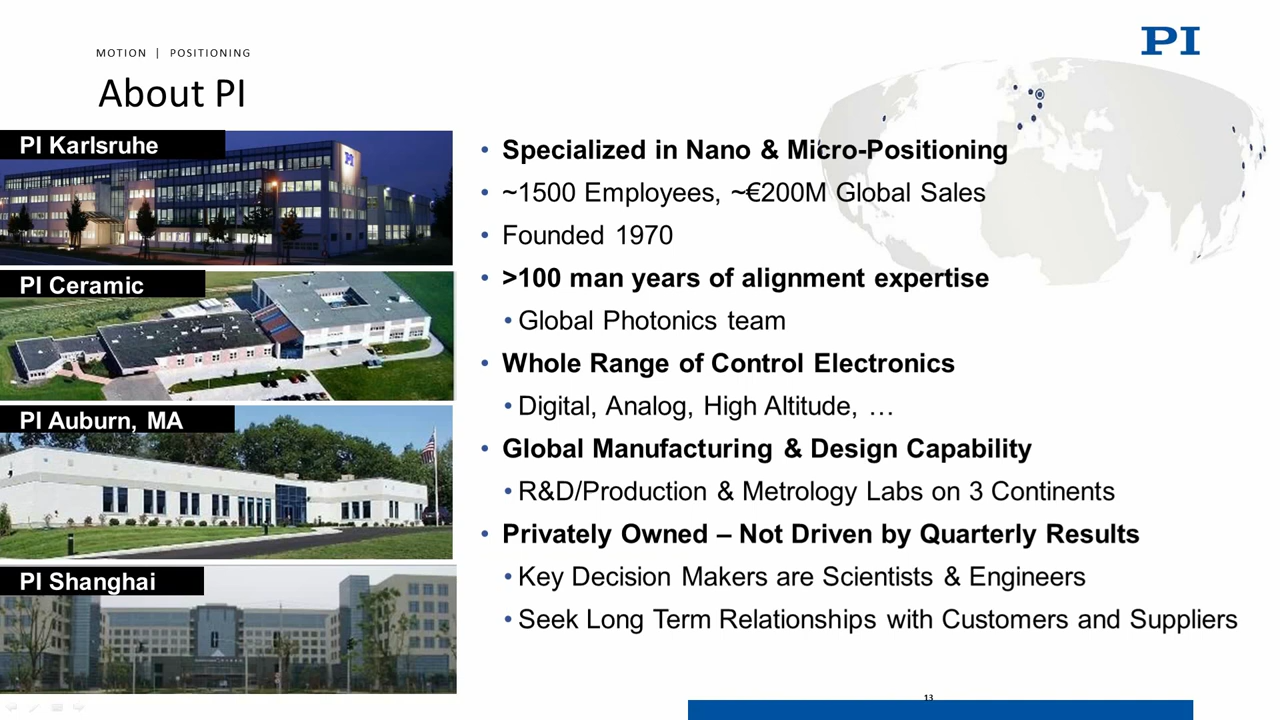 MOTION | POSITIONING
PI
About PI
PI Karlsruhe
PI Ceramic
PI Auburn, MA
PI Shanghai
• Specialized in Nano & Micro-Positioning
• ~1500 Employees, ~€200M Global Sales
• Founded 1970
• >100 man years of alignment expertise
• Global Photonics team
• Whole Range of Control Electronics
• Digital, Analog, High Altitude, …
• Global Manufacturing & Design Capability
• R&D/Production & Metrology Labs on 3 Continents
• Privately Owned – Not Driven by Quarterly Results
• Key Decision Makers are Scientists & Engineers
• Seek Long Term Relationships with Customers and Suppliers
13